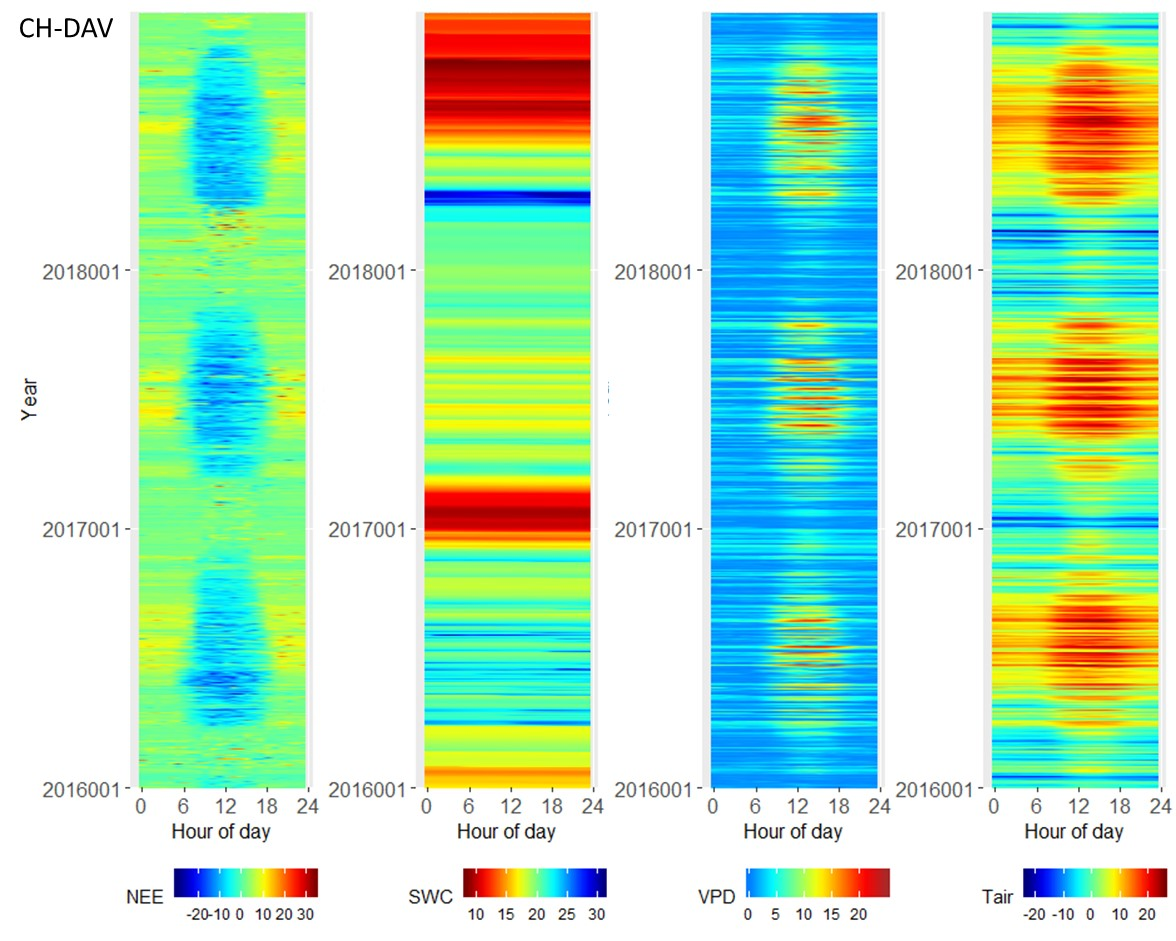 CH-DAV
Year
2018001 2018001 2018001 2018001
2017001 2017001 2017001 2017001
2016001 2016001 2016001 2016001
0 6 12 18 24 0 6 12 18 24 0 6 12 18 24 0 6 12 18 24
Hour of day Hour of day Hour of day Hour of day
NEE SWC VPD Tair
-20 -10 0 10 20 30 10 15 20 25 30 0 5 10 15 20 -20 -10 0 10 20